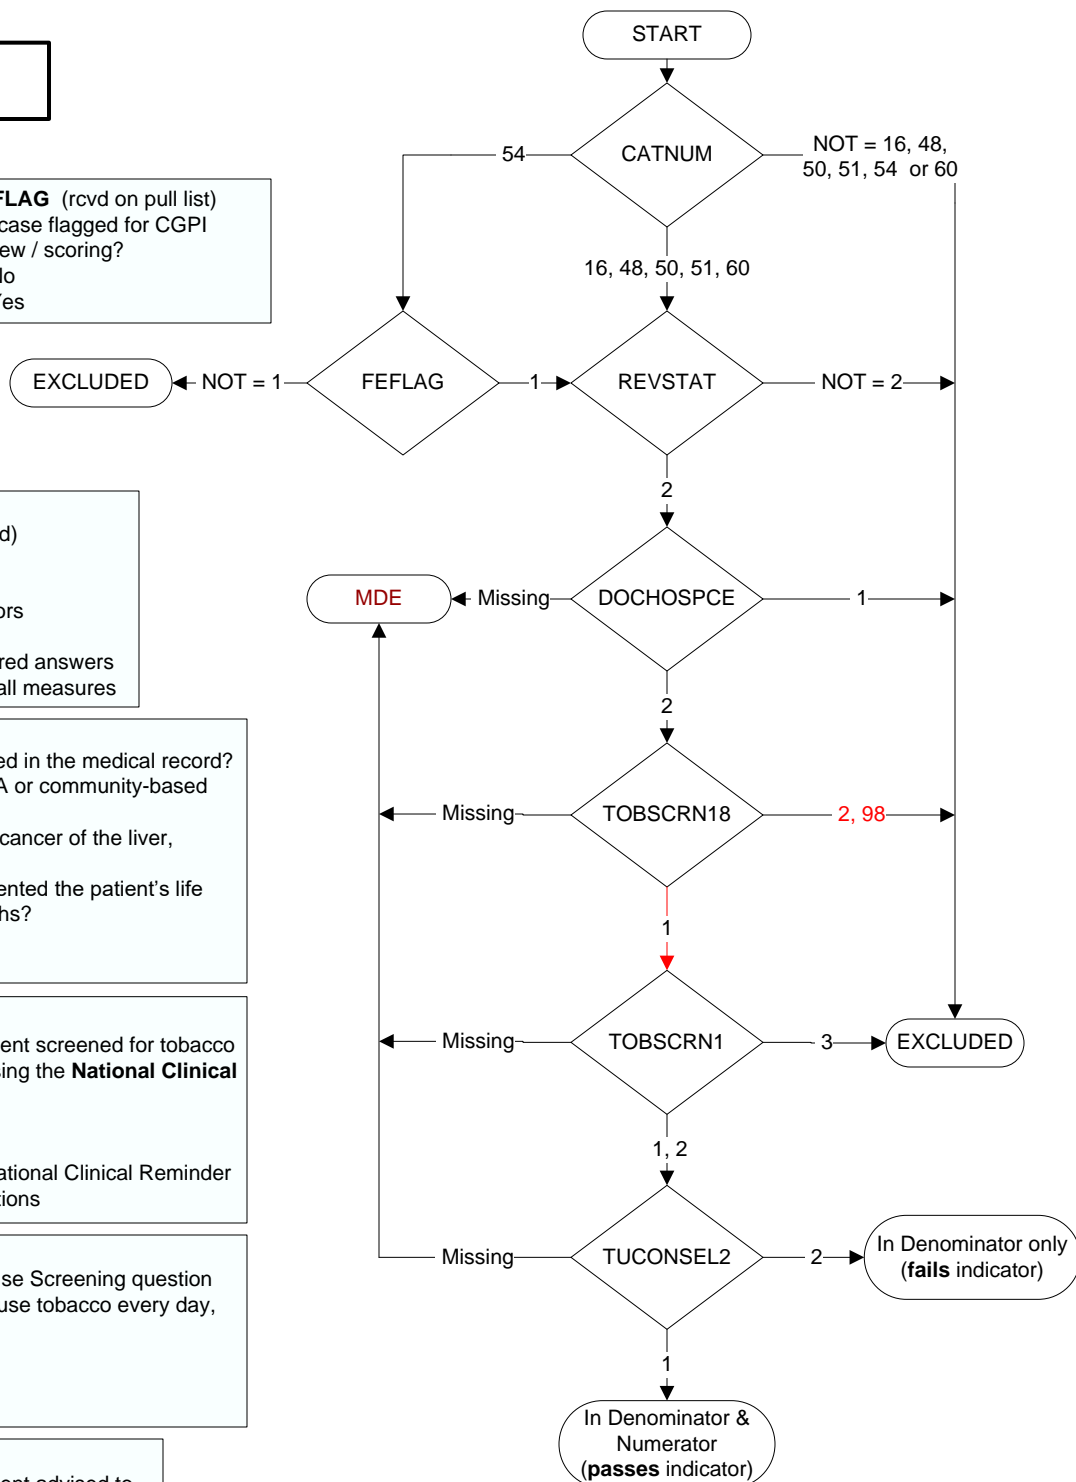 START
CATNUM
54
NOT = 16, 48,
50, 51, 54 or 60
16, 48, 50, 51, 60
FLAG (rcvd on pull list)
case flagged for CGPI
ew / scoring?
lo
Yes
EXCLUDED
NOT = 1
FEFLAG
1
REVSTAT
NOT = 2
2
d)
ors
red answers
all measures
MDE
Missing
DOCHOSPCE
1
2
ed in the medical record?
A or community-based
cancer of the liver,
ented the patient's life
hs?
Missing
TOBSCRN18
2, 98
1
ent screened for tobacco
sing the National Clinical
ational Clinical Reminder
tions
Missing
TOBSCRN1
3
EXCLUDED
1, 2
se Screening question
use tobacco every day,
Missing
TUCONSEL2
2
In Denominator only
(fails indicator)
1
In Denominator &
Numerator
(passes indicator)
ent advised to